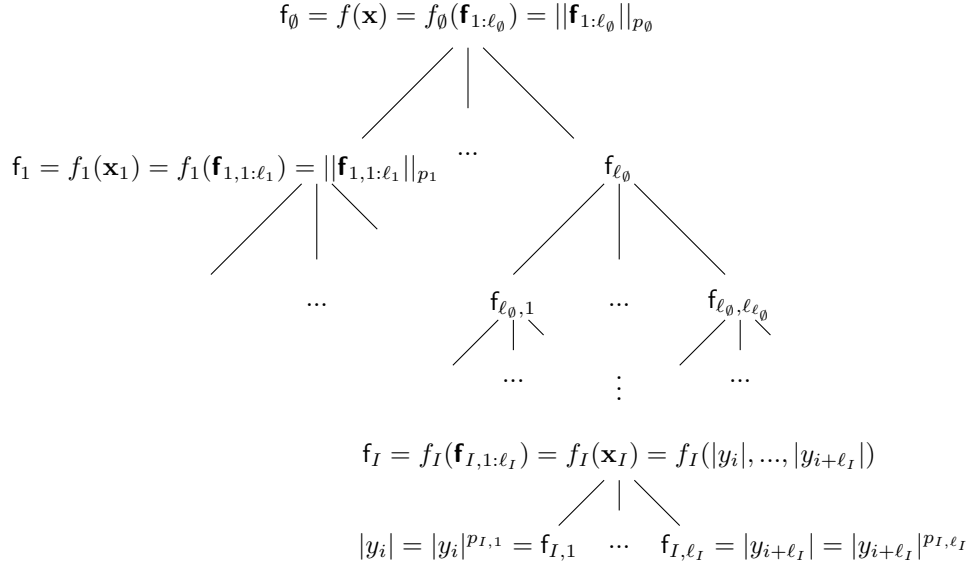 f_∅ = f(x) = f_∅(f_{1:ℓ_∅}) = ||f_{1:ℓ_∅}||_{p_∅}
f_1 = f_1(x_1) = f_1(f_{1,1:ℓ_1}) = ||f_{1,1:ℓ_1}||_{p_1} ... f_{ℓ_∅}
... f_{ℓ_∅,1} ... f_{ℓ_∅,ℓ_{ℓ_∅}}
... ⋮ ...
f_I = f_I(f_{I,1:ℓ_I}) = f_I(x_I) = f_I(|y_i|, ..., |y_{i+ℓ_I}|)
|y_i| = |y_i|^{p_{I,1}} = f_{I,1} ... f_{I,ℓ_I} = |y_{i+ℓ_I}| = |y_{i+ℓ_I}|^{p_{I,ℓ_I}}